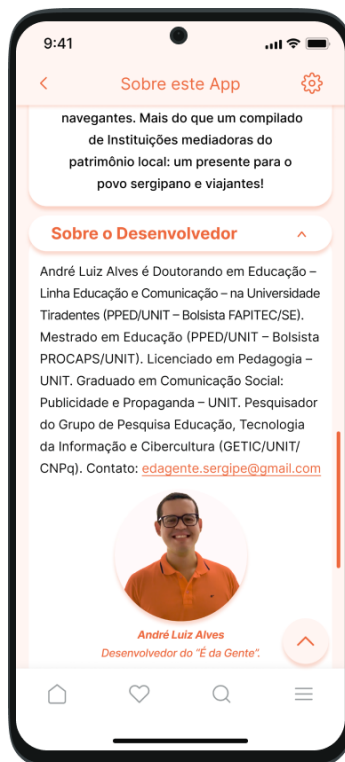 9:41
Sobre este App
navegantes. Mais do que um compilado
de Instituições mediadoras do
patrimônio local: um presente para o
povo sergipano e viajantes!
Sobre o Desenvolvedor
André Luiz Alves é Doutorando em Educação –
Linha Educação e Comunicação – na Universidade
Tiradentes (PPED/UNIT – Bolsista FAPITEC/SE).
Mestrado em Educação (PPED/UNIT – Bolsista
PROCAPS/UNIT). Licenciado em Pedagogia –
UNIT. Graduado em Comunicação Social:
Publicidade e Propaganda – UNIT. Pesquisador
do Grupo de Pesquisa Educação, Tecnologia
da Informação e Cibercultura (GETIC/UNIT/
CNPq). Contato: edagente.sergipe@gmail.com
André Luiz Alves
Desenvolvedor do "É da Gente".